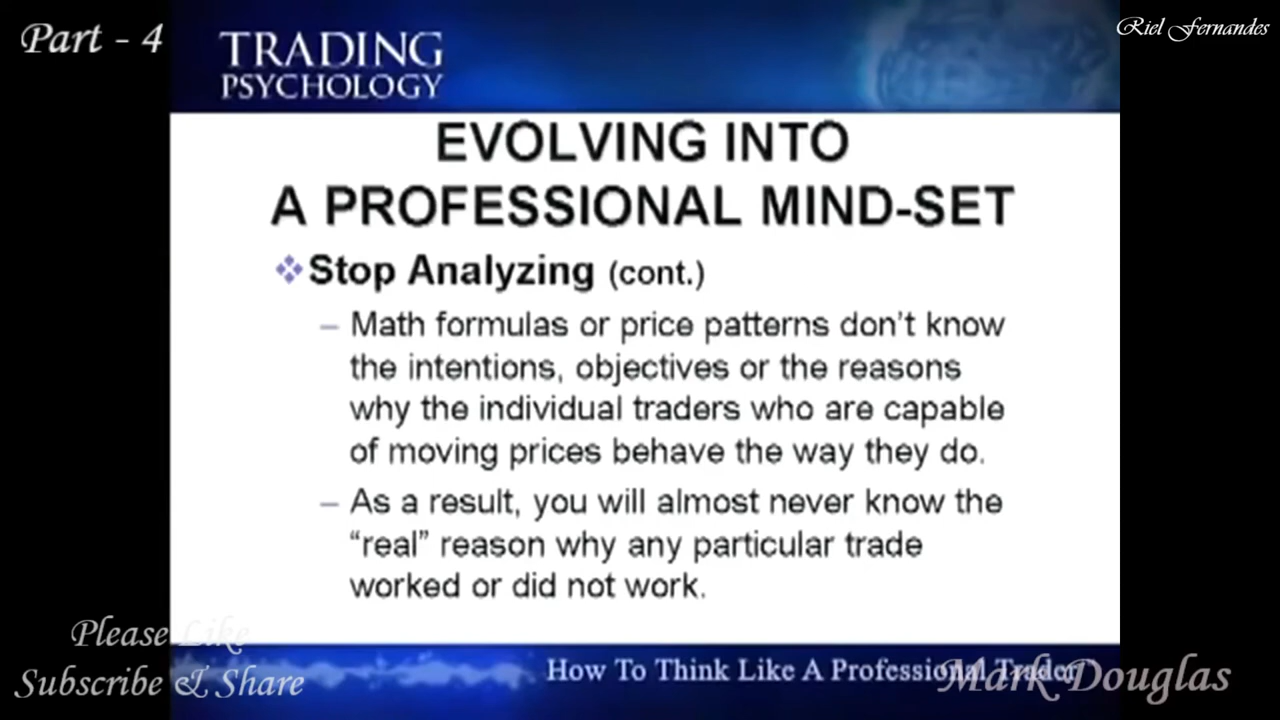 Part - 4
Riel Fernandes
TRADING
PSYCHOLOGY
EVOLVING INTO
A PROFESSIONAL MIND-SET
Stop Analyzing (cont.)
– Math formulas or price patterns don't know
the intentions, objectives or the reasons
why the individual traders who are capable
of moving prices behave the way they do.
– As a result, you will almost never know the
“real” reason why any particular trade
worked or did not work.
Please Like
Subscribe & Share
How To Think Like A Professional Trader
Mark Douglas